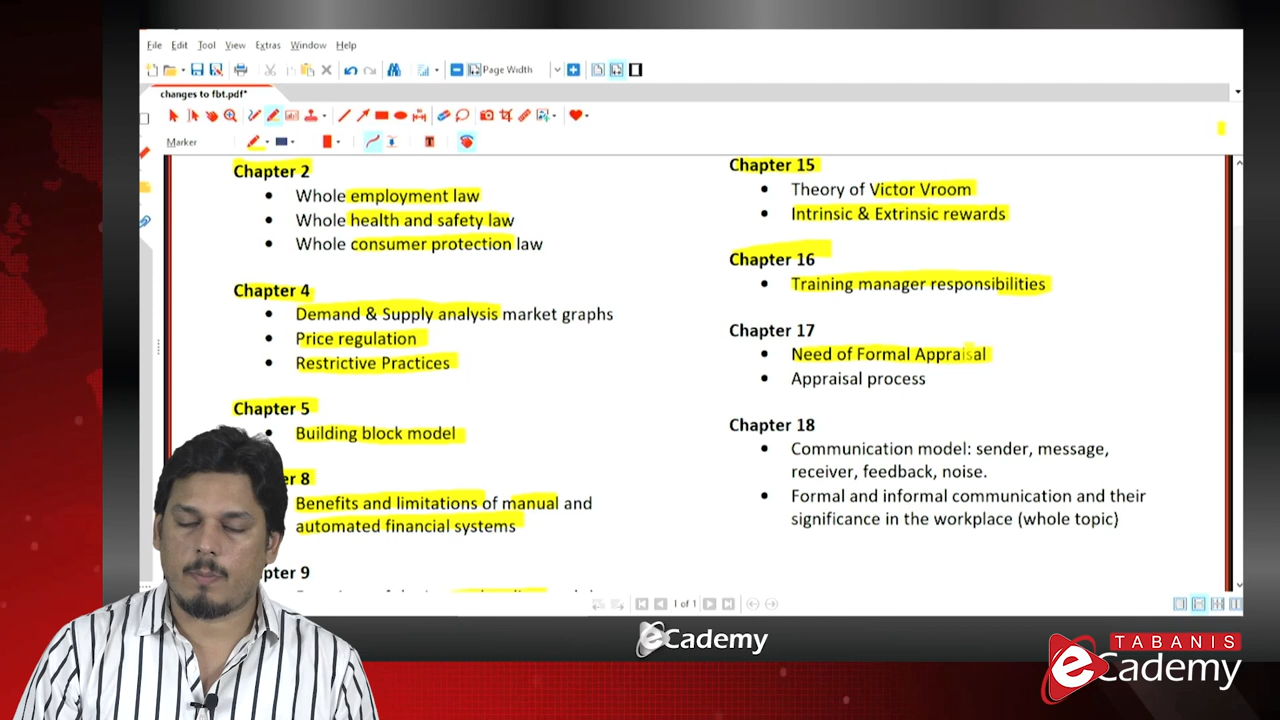 File Edit Tool View Extras Window Help
Page Width
changes to fbt.pdf*
Marker
Chapter 2
• Whole employment law
• Whole health and safety law
• Whole consumer protection law
Chapter 4
• Demand & Supply analysis market graphs
• Price regulation
• Restrictive Practices
Chapter 5
• Building block model
8
Benefits and limitations of manual and
automated financial systems
pter 9
Chapter 15
• Theory of Victor Vroom
• Intrinsic & Extrinsic rewards
Chapter 16
• Training manager responsibilities
Chapter 17
• Need of Formal Appraisal
• Appraisal process
Chapter 18
• Communication model: sender, message,
receiver, feedback, noise.
• Formal and informal communication and their
significance in the workplace (whole topic)
1 of 1
eCademy
TABANIS
eCademy